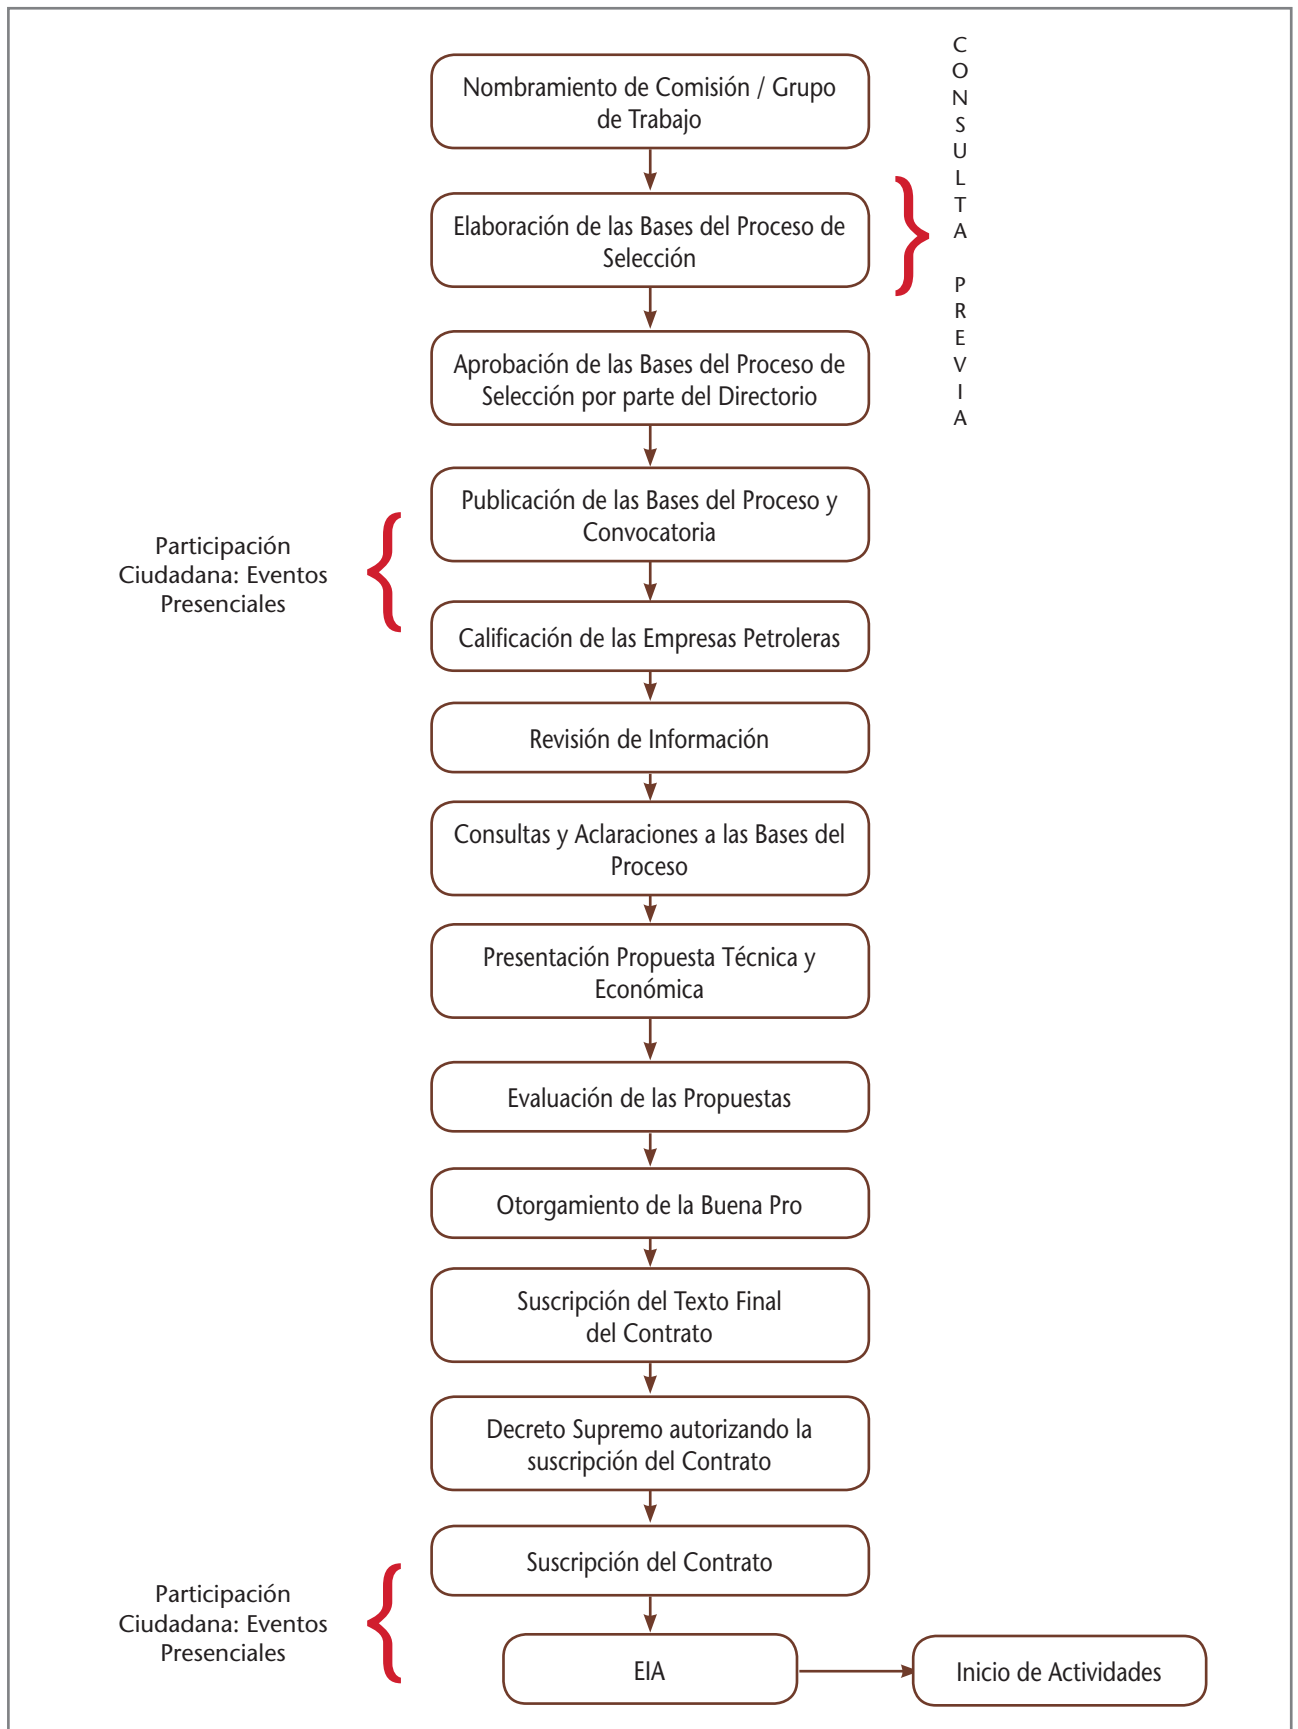 Nombramiento de Comisión / Grupo
de Trabajo
CONSULTA PREVIA
Elaboración de las Bases del Proceso de
Selección
Aprobación de las Bases del Proceso de
Selección por parte del Directorio
Publicación de las Bases del Proceso y
Convocatoria
Participación
Ciudadana: Eventos
Presenciales
Calificación de las Empresas Petroleras
Revisión de Información
Consultas y Aclaraciones a las Bases del
Proceso
Presentación Propuesta Técnica y
Económica
Evaluación de las Propuestas
Otorgamiento de la Buena Pro
Suscripción del Texto Final
del Contrato
Decreto Supremo autorizando la
suscripción del Contrato
Suscripción del Contrato
Participación
Ciudadana: Eventos
Presenciales
EIA
Inicio de Actividades